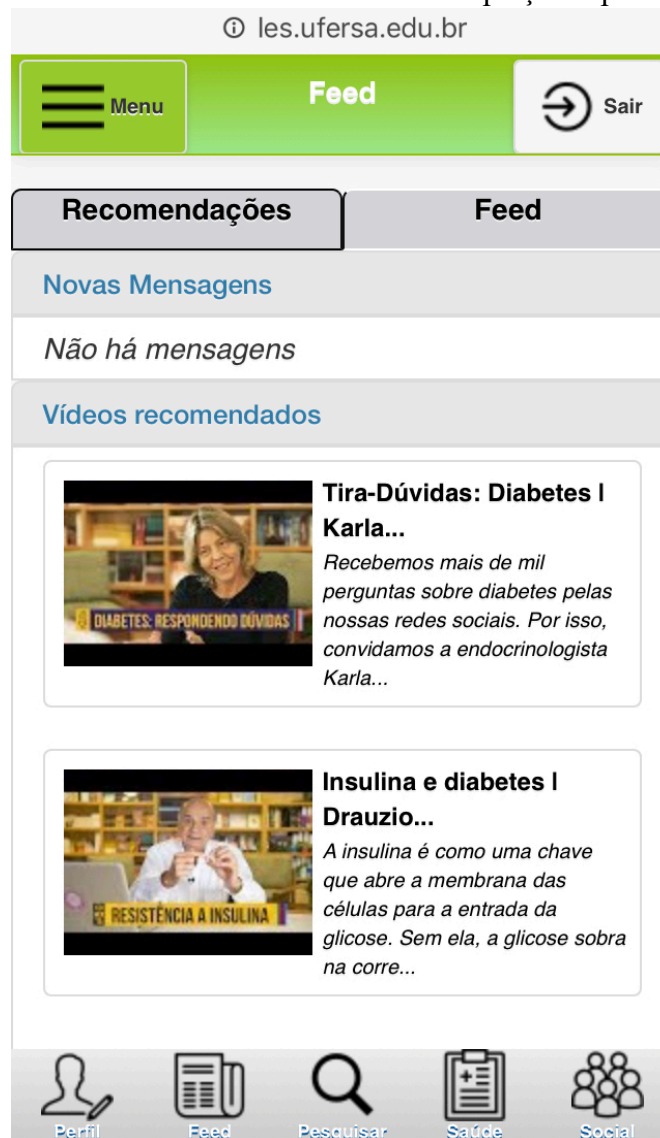 les.ufersa.edu.br
Menu
Feed
Sair
Recomendações
Feed
Novas Mensagens
Não há mensagens
Vídeos recomendados
DIABETES: RESPONDENDO DÚVIDAS
Tira-Dúvidas: Diabetes |
Karla...
Recebemos mais de mil
perguntas sobre diabetes pelas
nossas redes sociais. Por isso,
convidamos a endocrinologista
Karla...
RESISTÊNCIA A INSULINA
Insulina e diabetes |
Drauzio...
A insulina é como uma chave
que abre a membrana das
células para a entrada da
glicose. Sem ela, a glicose sobra
na corre...
Perfil
Feed
Pesquisar
Saúde
Social